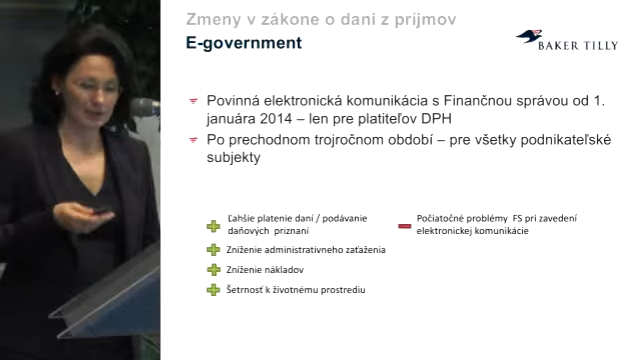 Zmeny v zákone o dani z príjmov
E-government
BAKER TILLY
Povinná elektronická komunikácia s Finančnou správou od 1.
januára 2014 – len pre platiteľov DPH
Po prechodnom trojročnom období – pre všetky podnikateľské
subjekty
Ľahšie platenie daní / podávanie
daňových priznaní
Zníženie administratívneho zaťaženia
Zníženie nákladov
Šetrnosť k životnému prostrediu
Počiatočné problémy FS pri zavedení
elektronickej komunikácie